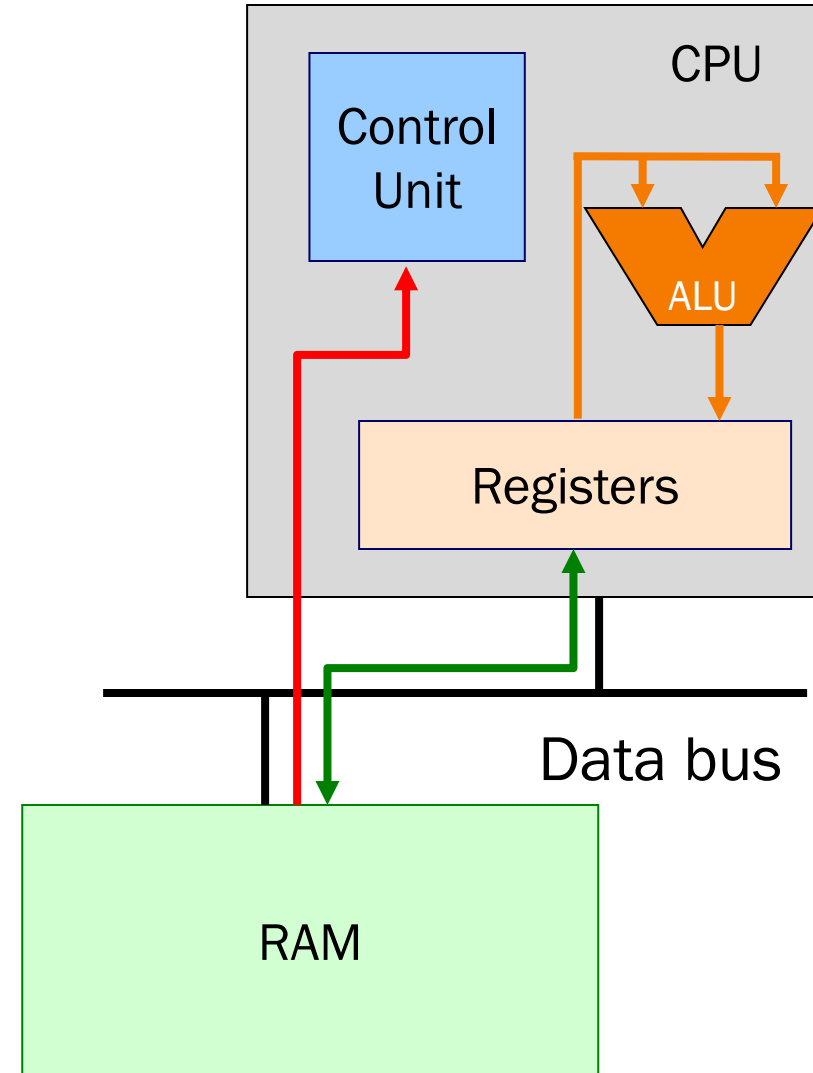 CPU
Control
Unit
ALU
Registers
Data bus
RAM